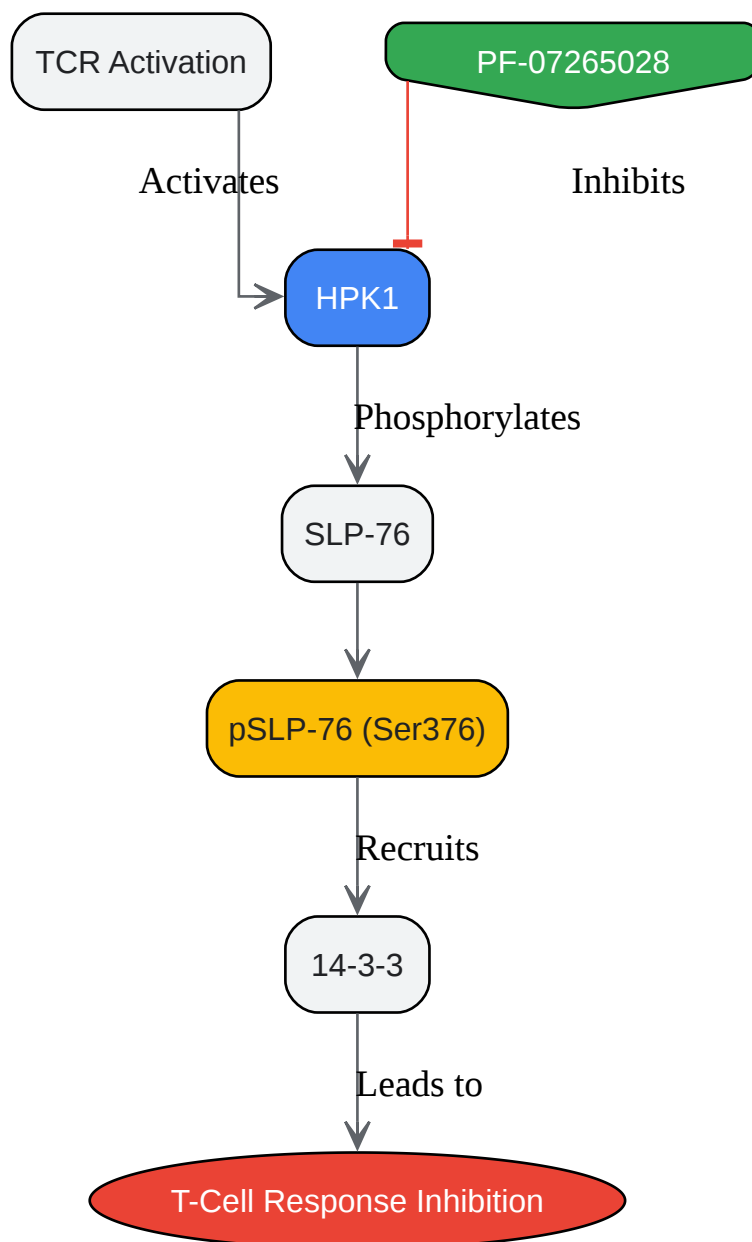 TCR Activation
PF-07265028
Activates
Inhibits
HPK1
Phosphorylates
SLP-76
pSLP-76 (Ser376)
Recruits
14-3-3
Leads to
T-Cell Response Inhibition